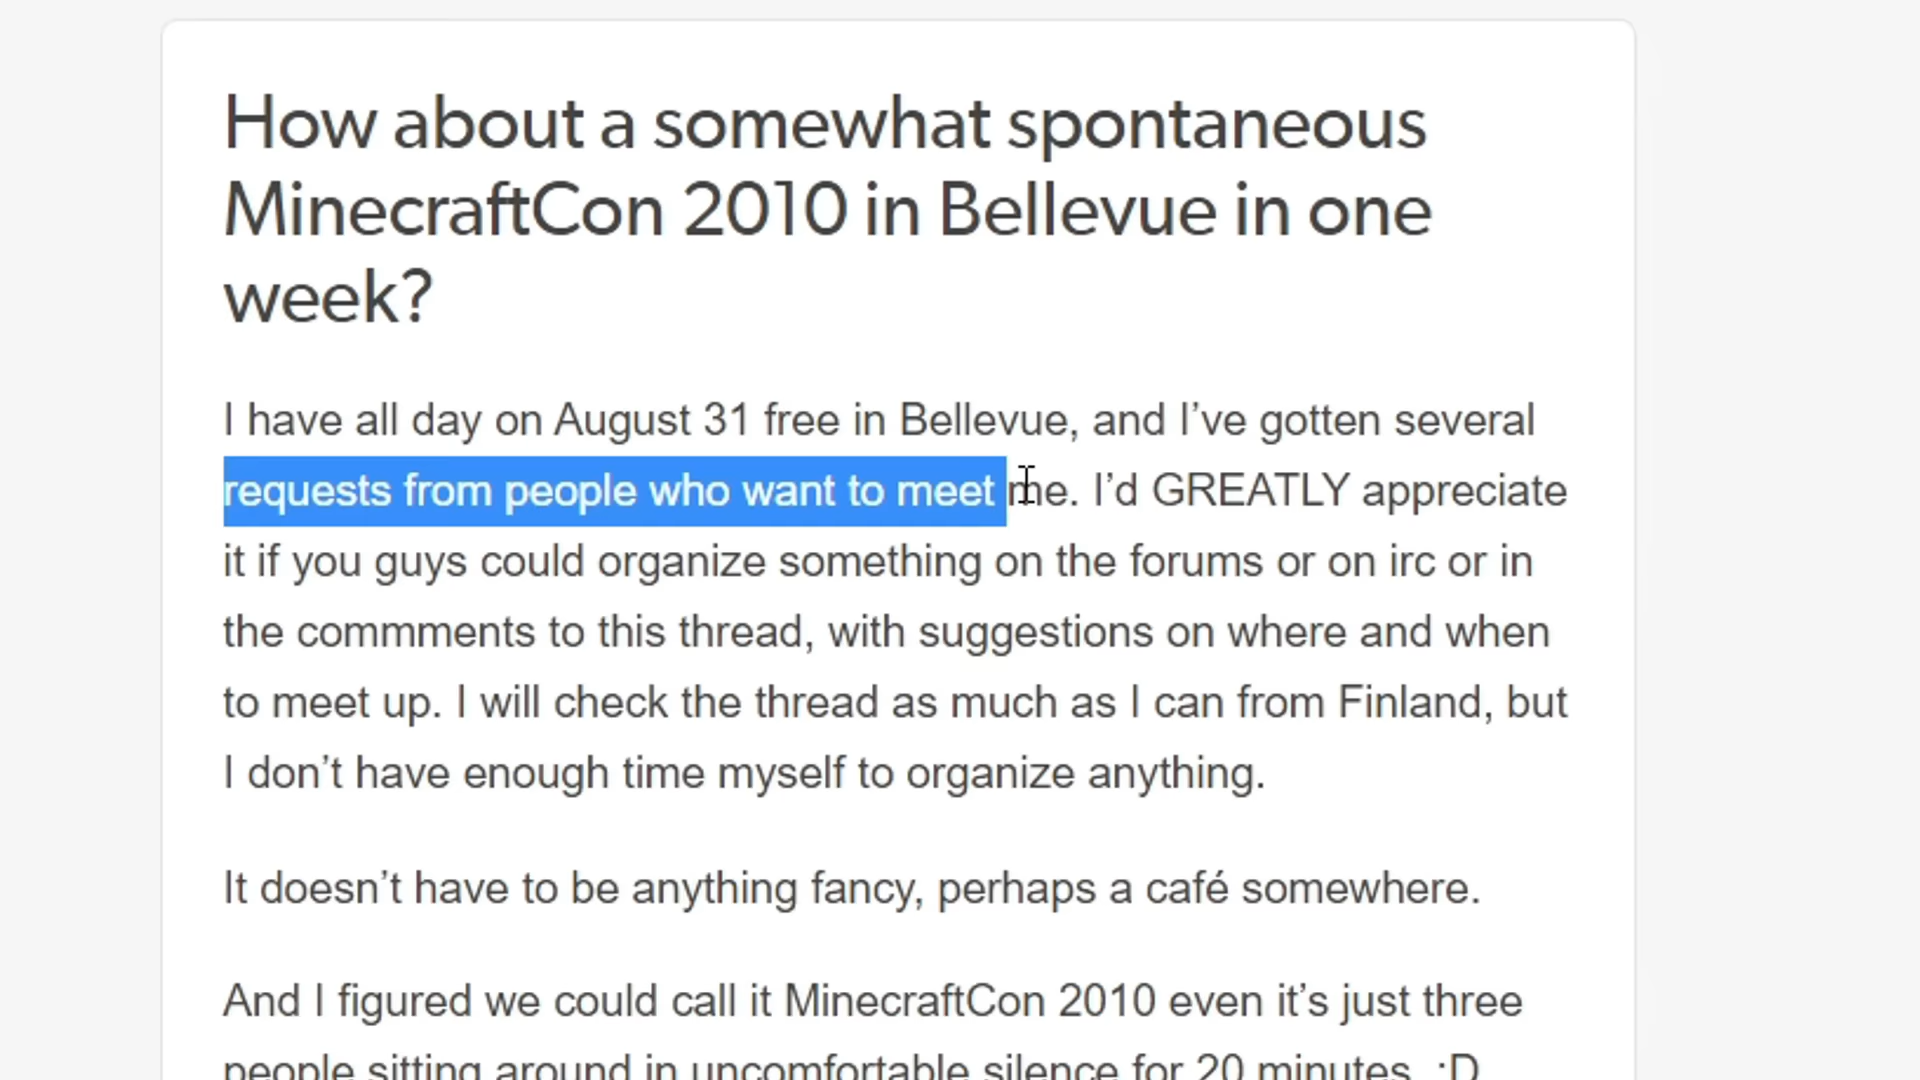 How about a somewhat spontaneous
MinecraftCon 2010 in Bellevue in one
week?
I have all day on August 31 free in Bellevue, and I’ve gotten several
requests from people who want to meet me. I’d GREATLY appreciate
it if you guys could organize something on the forums or on irc or in
the commments to this thread, with suggestions on where and when
to meet up. I will check the thread as much as I can from Finland, but
I don’t have enough time myself to organize anything.
It doesn’t have to be anything fancy, perhaps a café somewhere.
And I figured we could call it MinecraftCon 2010 even it’s just three
people sitting around in uncomfortable silence for 20 minutes. :D